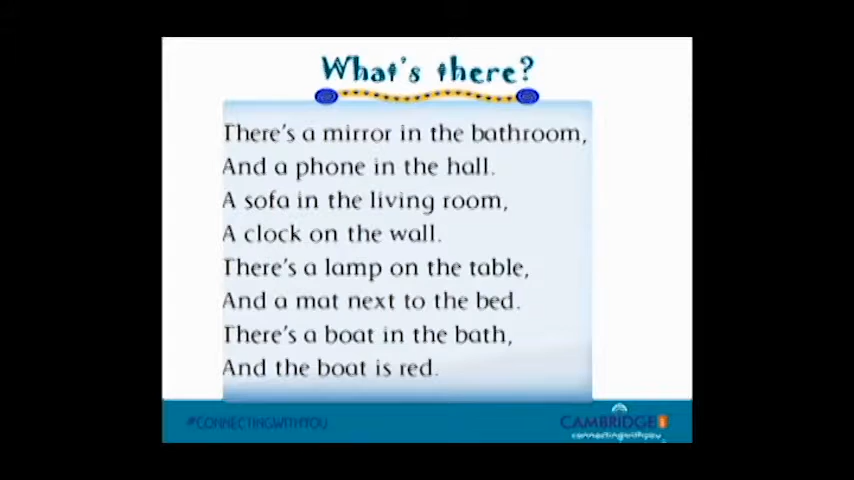 What's there?
There's a mirror in the bathroom,
And a phone in the hall.
A sofa in the living room,
A clock on the wall.
There's a lamp on the table,
And a mat next to the bed.
There's a boat in the bath,
And the boat is red.
#CONNECTINGWITHYOU
CAMBRIDGE
connectingwithyou